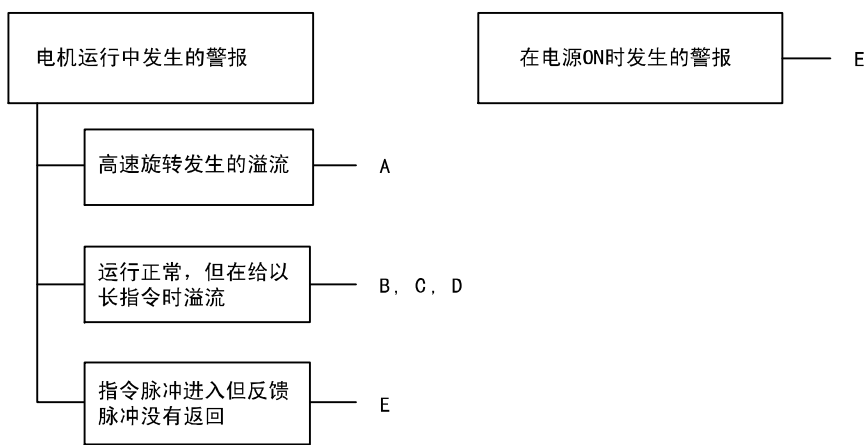 电机运行中发生的警报
在电源ON时发生的警报
E
高速旋转发生的溢流
A
运行正常，但在给以
长指令时溢流
B, C, D
指令脉冲进入但反馈
脉冲没有返回
E